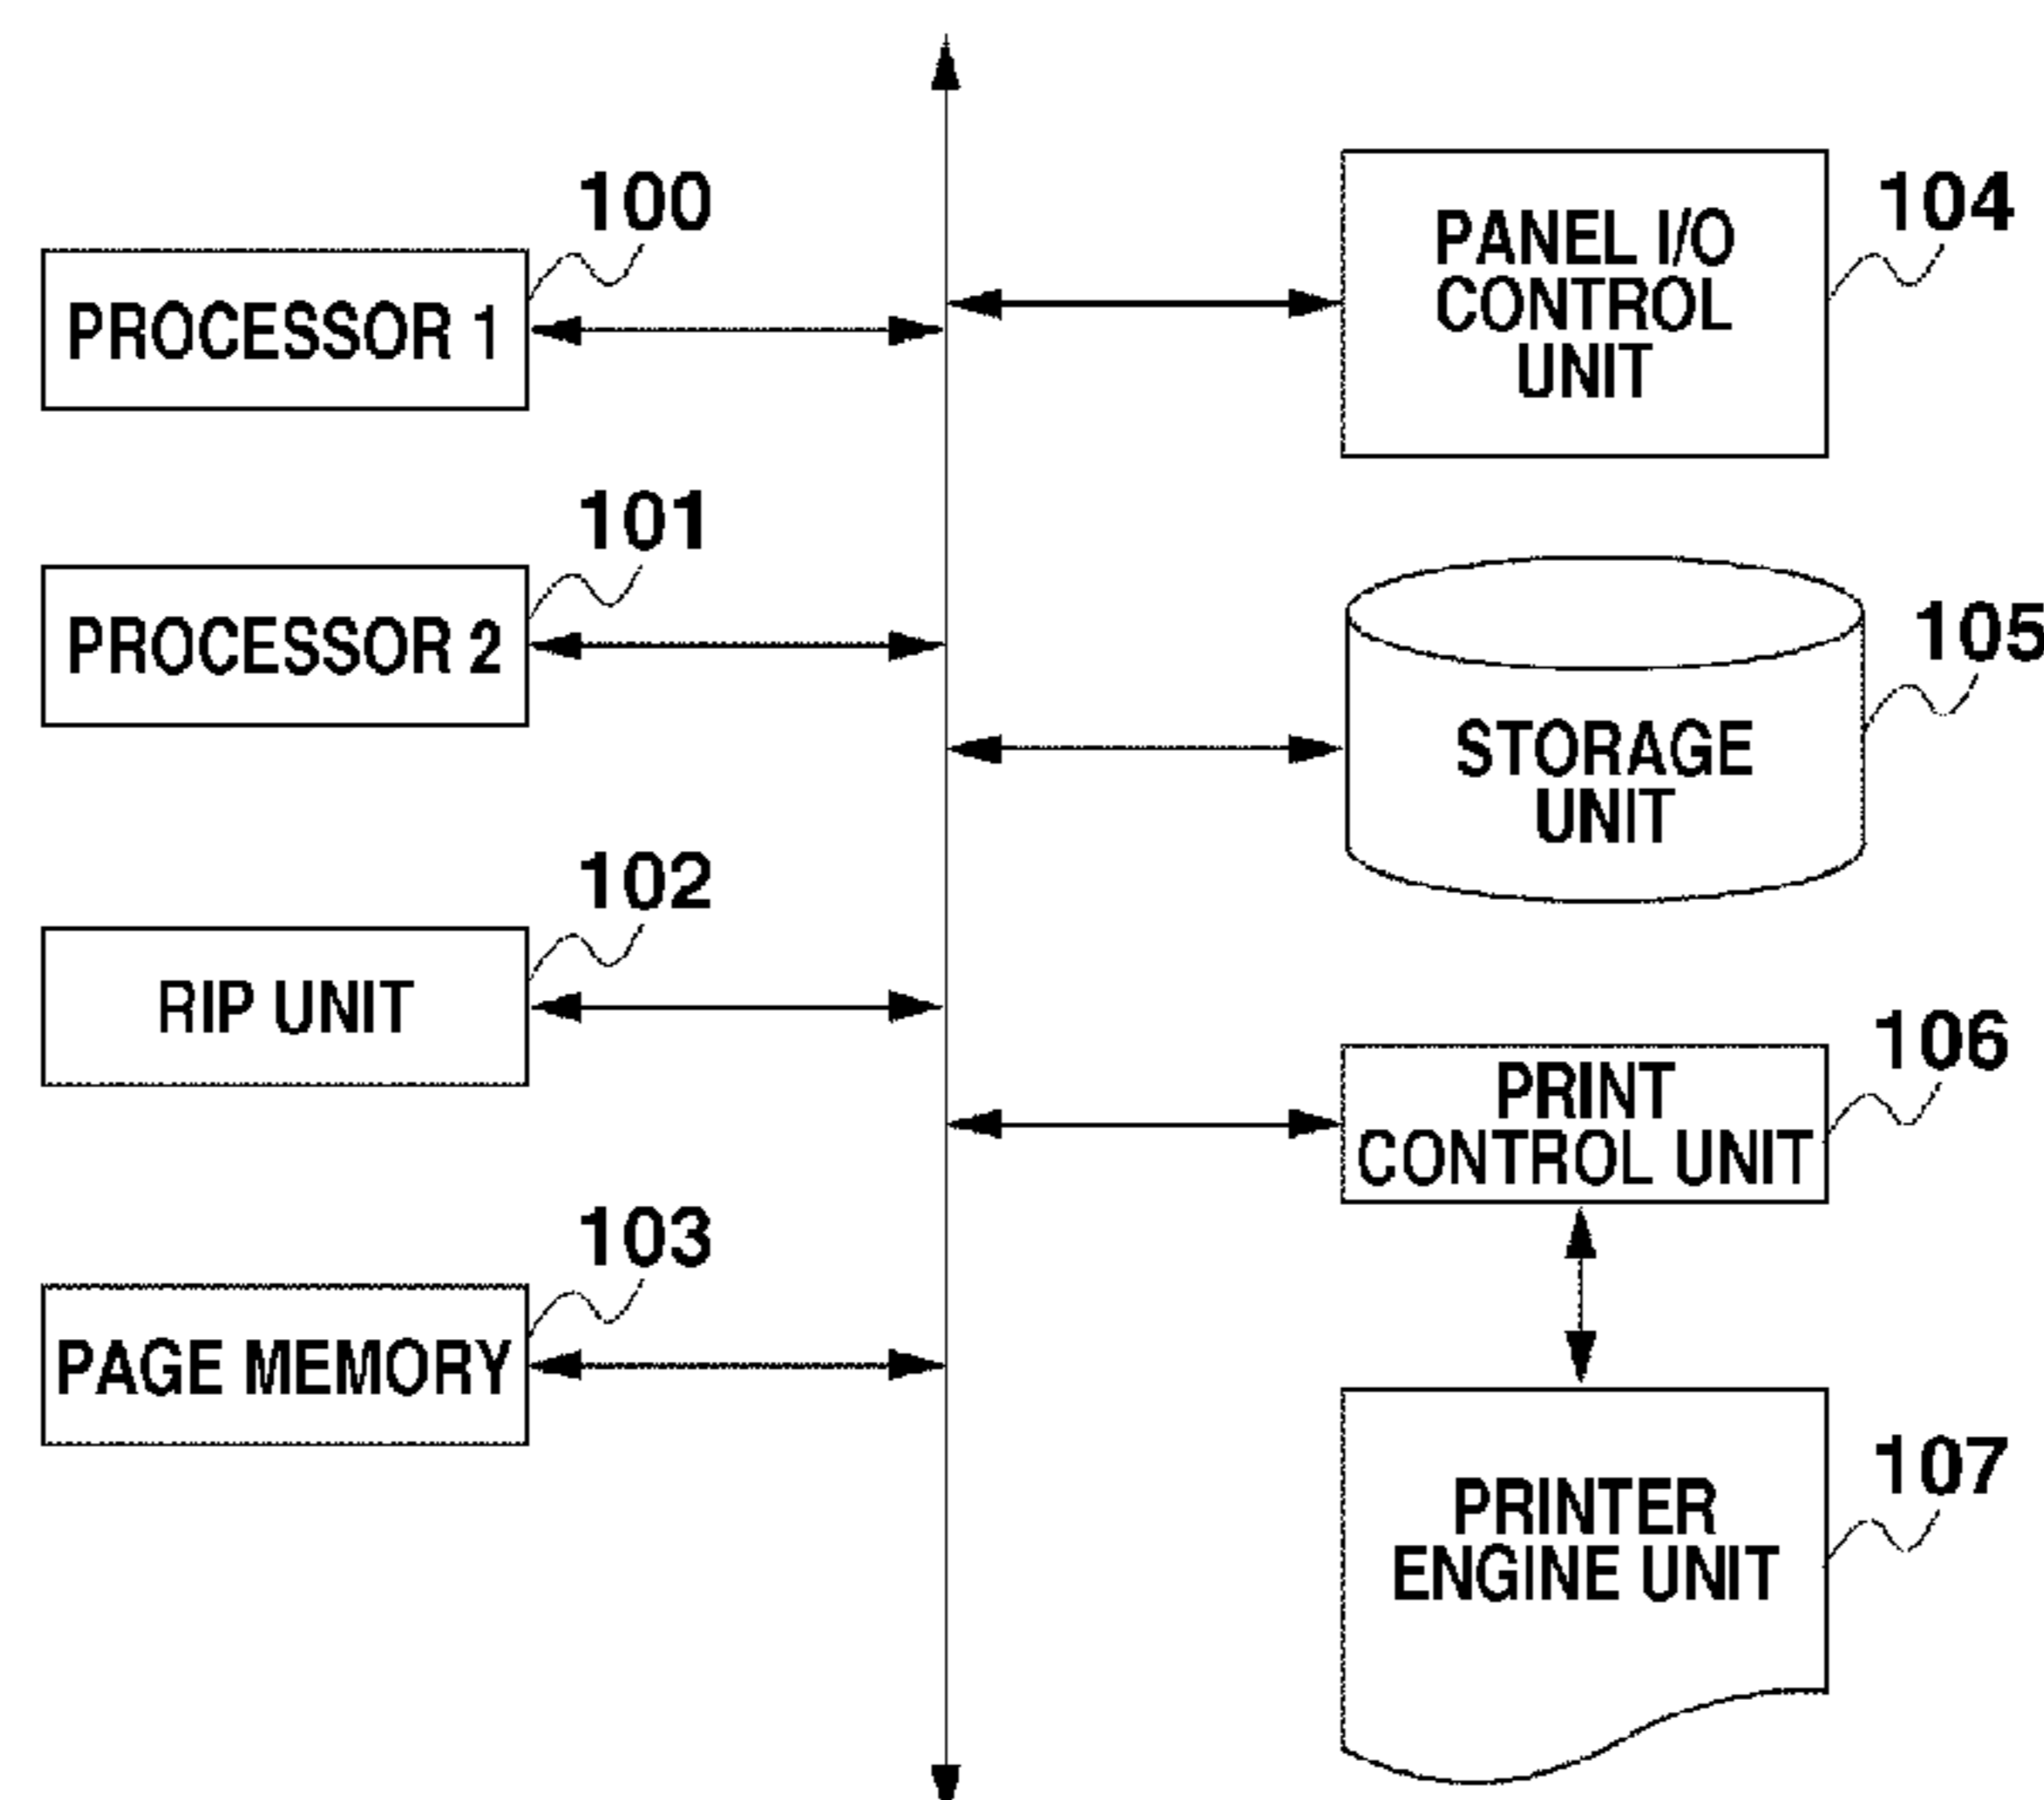 100
PROCESSOR 1
101
PROCESSOR 2
102
RIP UNIT
103
PAGE MEMORY
104
PANEL I/O
CONTROL
UNIT
105
STORAGE
UNIT
106
PRINT
CONTROL UNIT
107
PRINTER
ENGINE UNIT